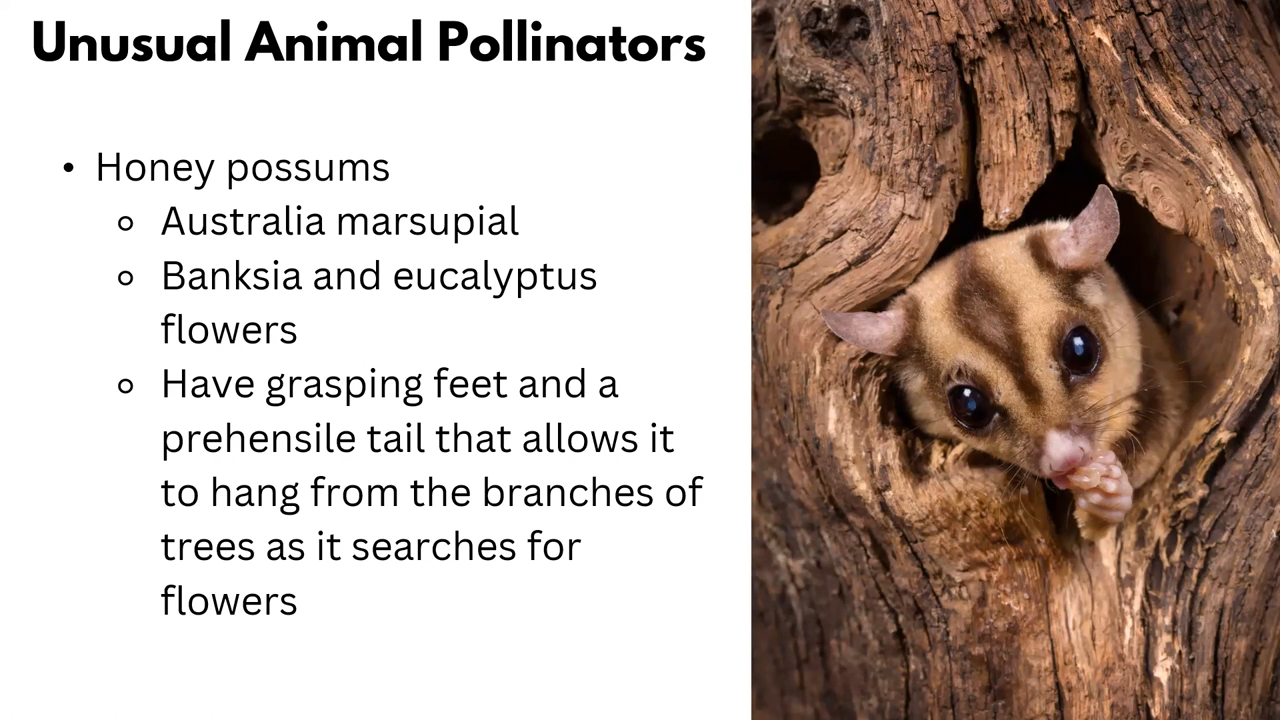 Unusual Animal Pollinators
• Honey possums
◦ Australia marsupial
◦ Banksia and eucalyptus
flowers
◦ Have grasping feet and a
prehensile tail that allows it
to hang from the branches of
trees as it searches for
flowers